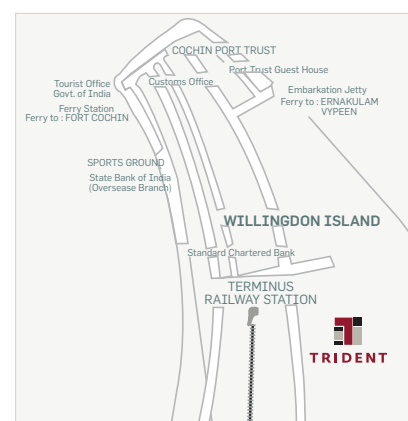 COCHIN PORT TRUST
Port Trust Guest House
Customs Office
Tourist Office
Govt. of India
Embarkation Jetty
Ferry to : ERNAKULAM
VYPEEN
Ferry Station
Ferry to : FORT COCHIN
SPORTS GROUND
State Bank of India
(Oversease Branch)
WILLINGDON ISLAND
Standard Chartered Bank
TERMINUS
RAILWAY STATION
TRIDENT